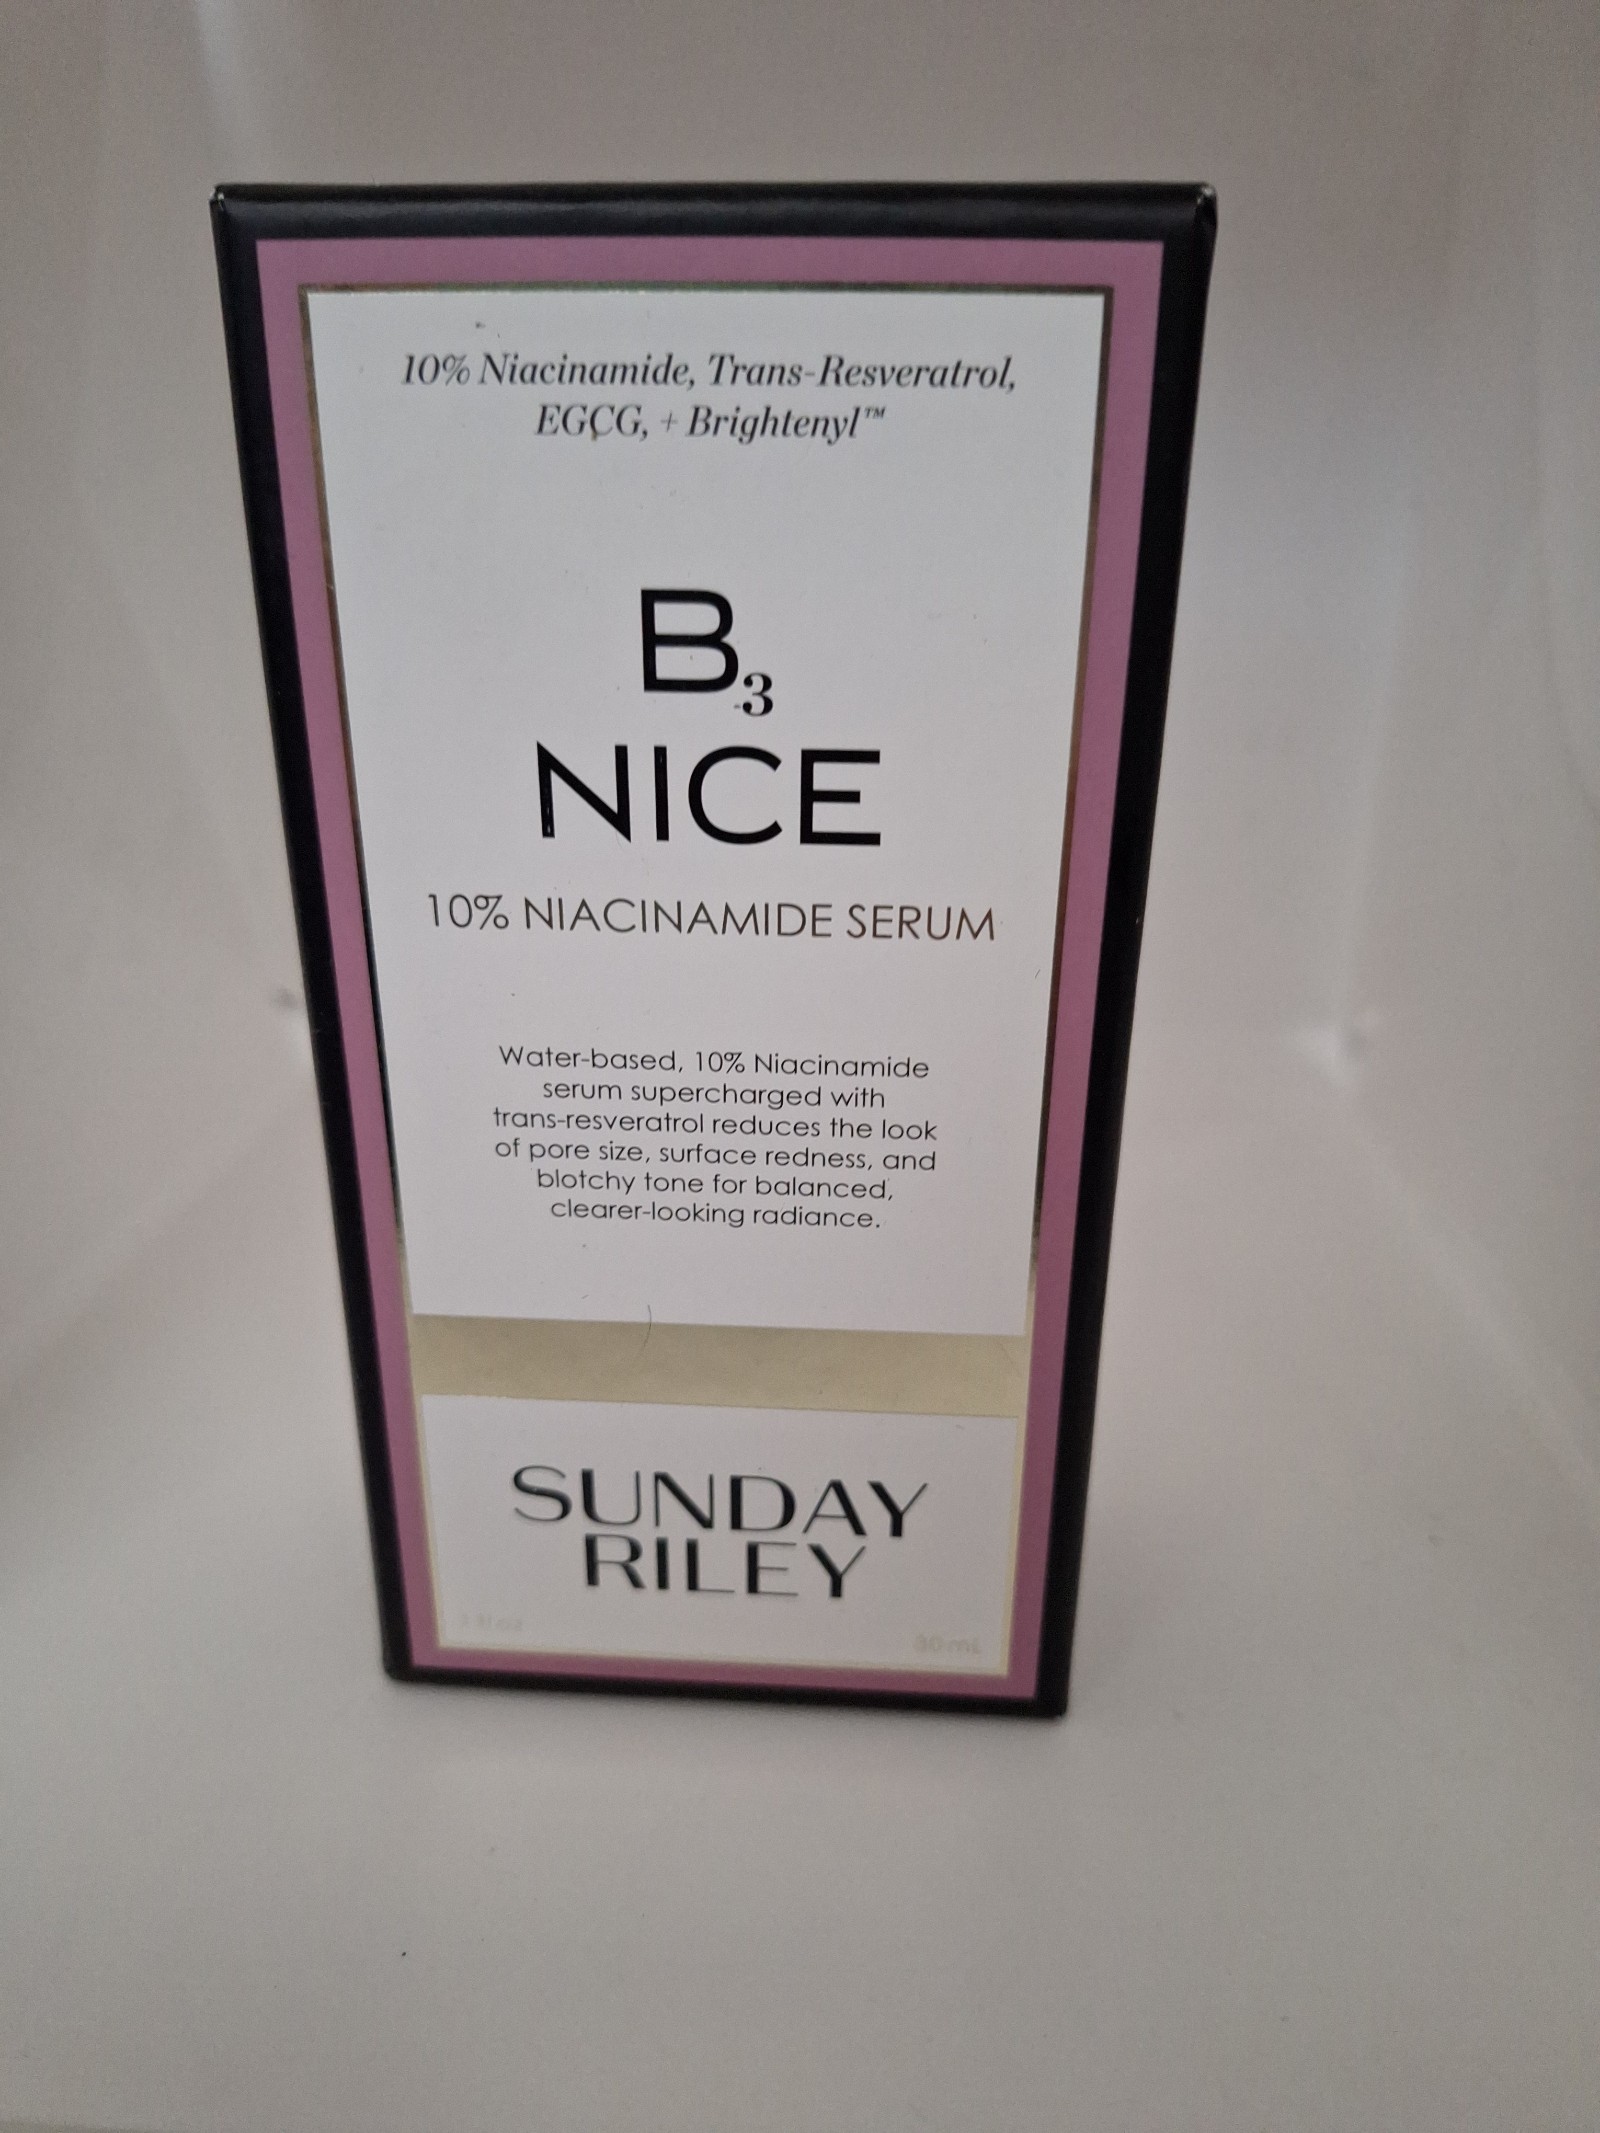 10% Niacinamide, Trans-Resveratrol,
EGCG, + Brightenyl™
B₃
NICE
10% NIACINAMIDE SERUM
Water-based, 10% Niacinamide
serum supercharged with
trans-resveratrol reduces the look
of pore size, surface redness, and
blotchy tone for balanced,
clearer-looking radiance.
SUNDAY
RILEY
30 mL